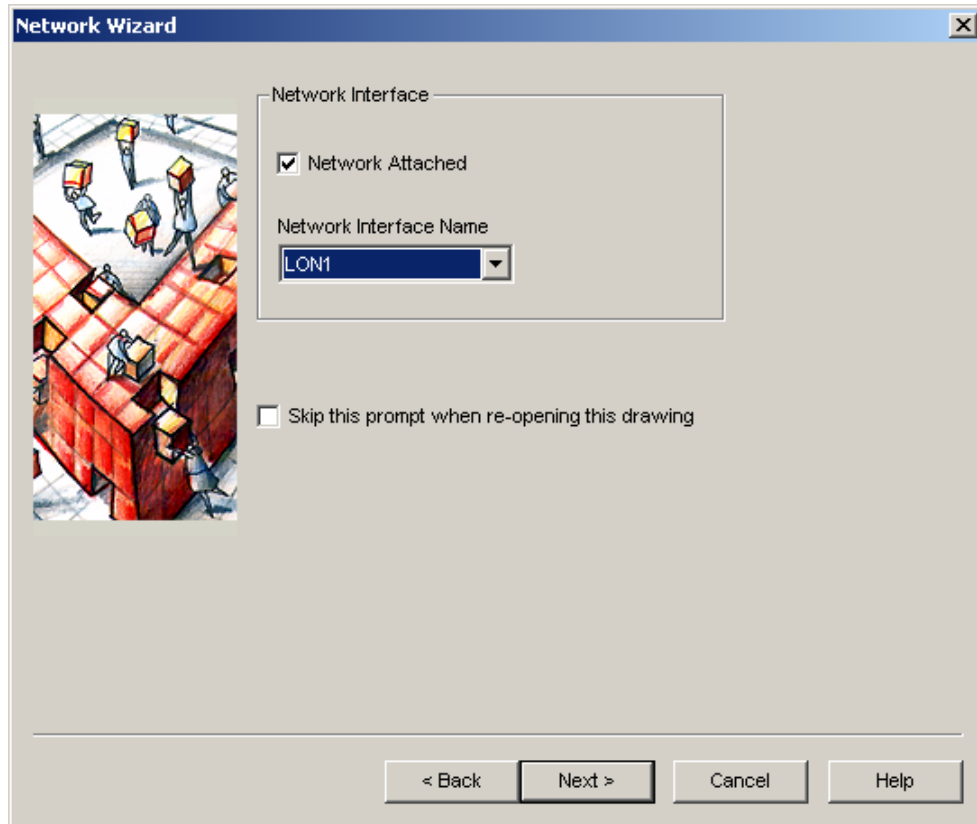 Network Wizard
Network Interface
Network Attached
Network Interface Name
LON1
Skip this prompt when re-opening this drawing
< Back Next > Cancel Help